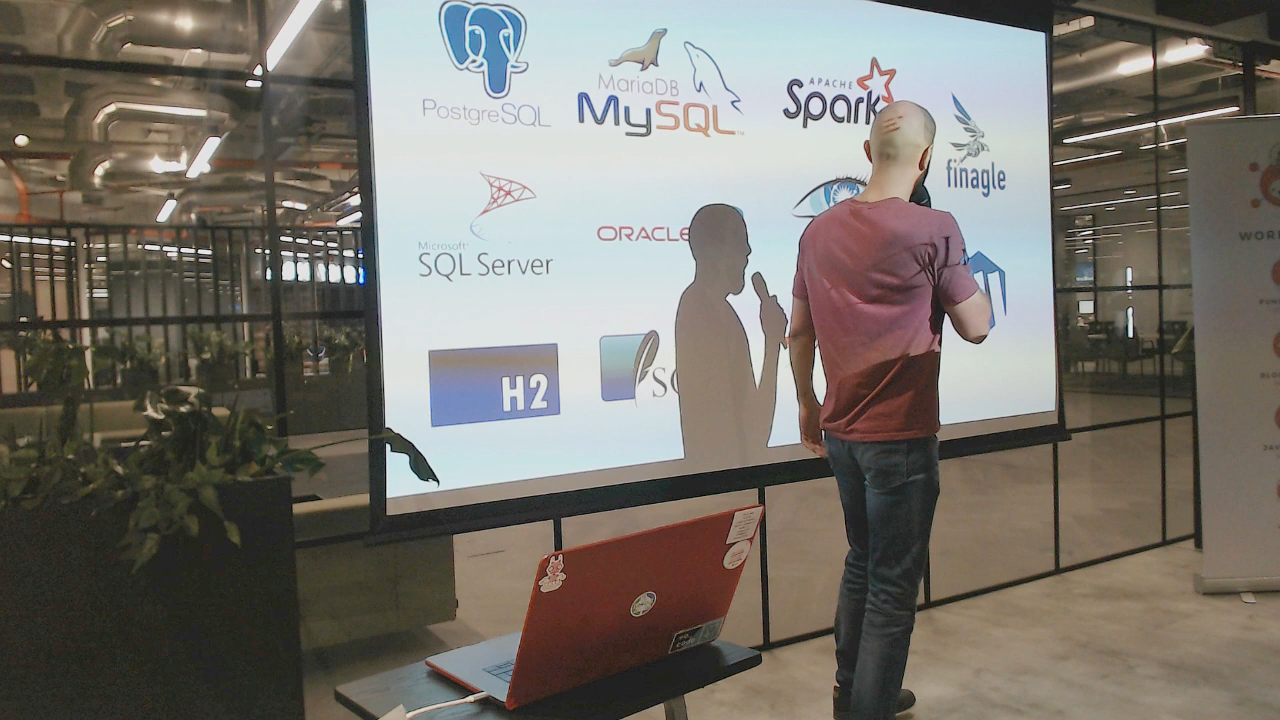 PostgreSQL
MariaDB
MySQL
APACHE
Spark
finagle
Microsoft
SQL Server
ORACLE
H2